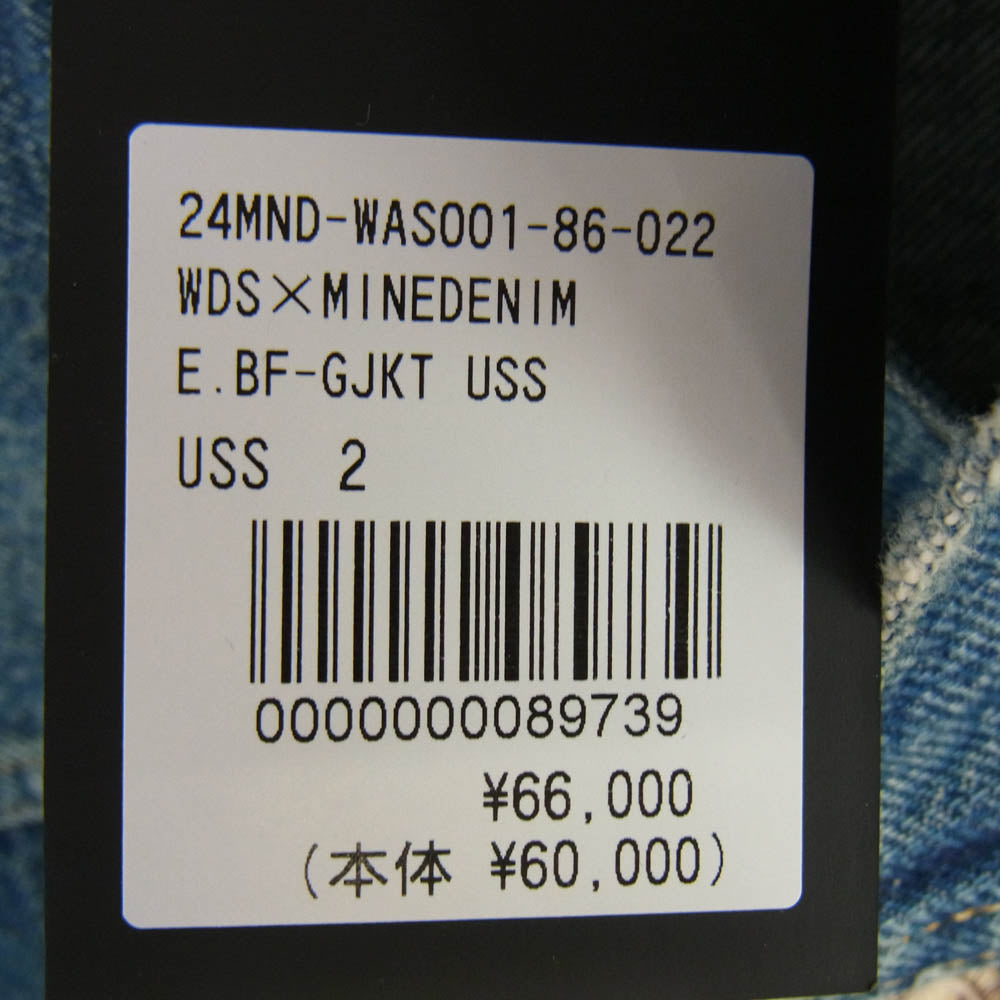 24MND-WAS001-86-022
WDS×MINEDENIM
E.BF-GJKT USS
USS 2
0000000089739
¥66,000
(本体 ¥60,000)